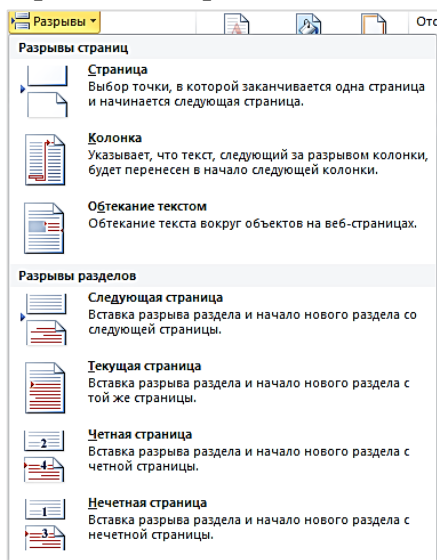 Разрывы
Отс
Разрывы страниц
Страница
Выбор точки, в которой заканчивается одна страница
и начинается следующая страница.
Колонка
Указывает, что текст, следующий за разрывом колонки,
будет перенесен в начало следующей колонки.
Обтекание текстом
Обтекание текста вокруг объектов на веб-страницах.
Разрывы разделов
Следующая страница
Вставка разрыва раздела и начало нового раздела со
следующей страницы.
Текущая страница
Вставка разрыва раздела и начало нового раздела с
той же страницы.
2
4
Четная страница
Вставка разрыва раздела и начало нового раздела с
четной страницы.
1
3
Нечетная страница
Вставка разрыва раздела и начало нового раздела с
нечетной страницы.